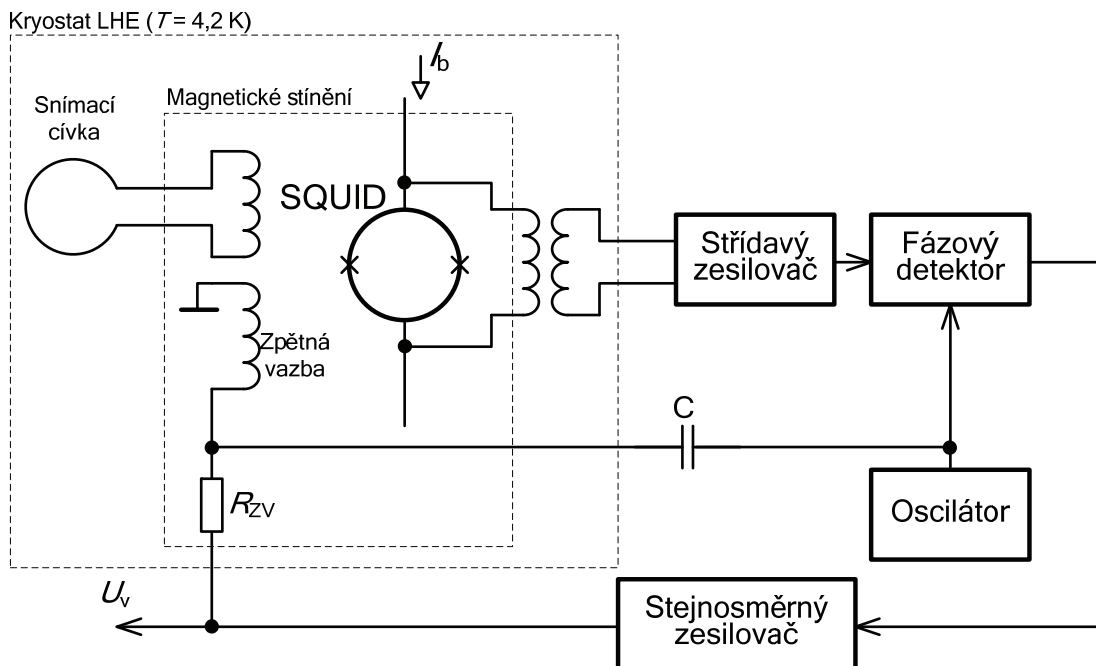 Kryostat LHE (T = 4,2 K)
I_b
Snímací
cívka
Magnetické stínění
SQUID
Střídavý
zesilovač
Fázový
detektor
Zpětná
vazba
C
R_ZV
Oscilátor
U_v
Stejnosměrný
zesilovač